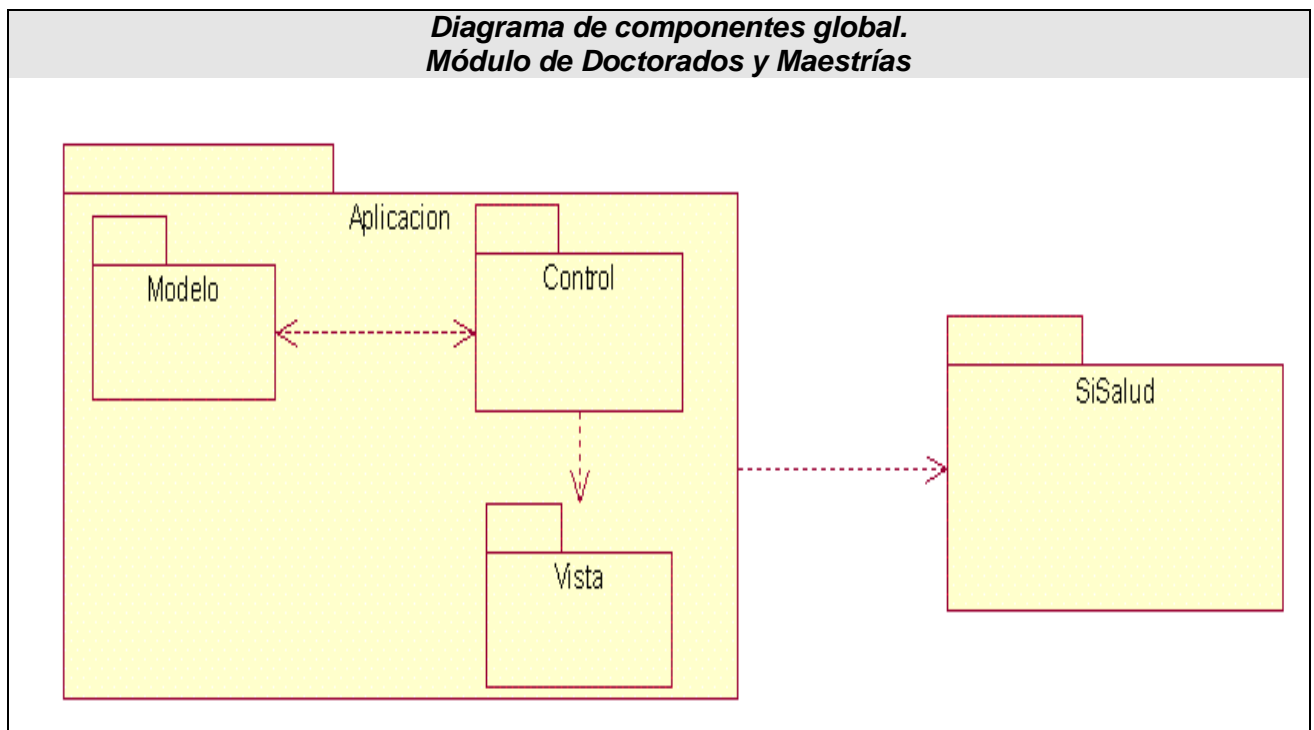 Diagrama de componentes global.
Módulo de Doctorados y Maestrías
Aplicacion
Modelo
Control
SiSalud
Vista